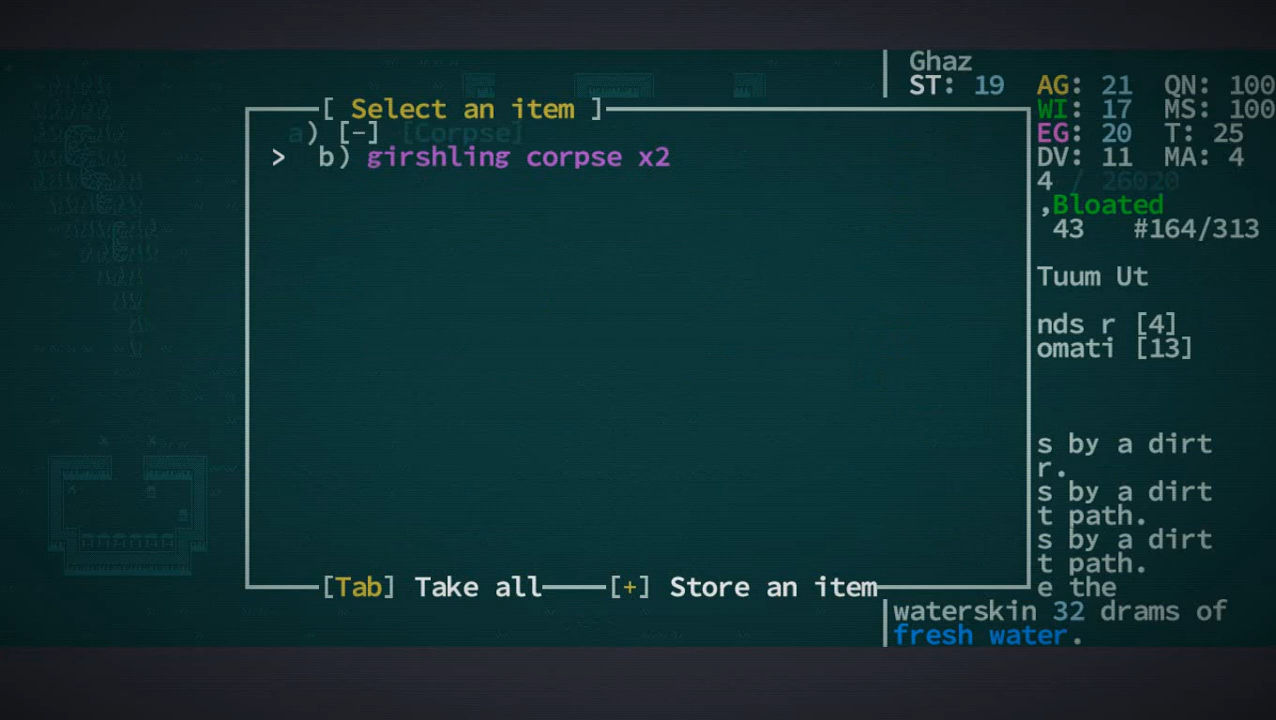 Ghaz
ST: 19 AG: 21 QN: 100
WI: 17 MS: 100
EG: 20 T: 25
DV: 11 MA: 4
4 / 26020
,Bloated
43 #164/313
Tuum Ut
nds r [4]
omati [13]
s by a dirt
r.
s by a dirt
t path.
s by a dirt
t path.
e the
waterskin 32 drams of
fresh water.
[ Select an item ]
a) [-] [Corpse]
> b) girshling corpse x2
[Tab] Take all [+] Store an item